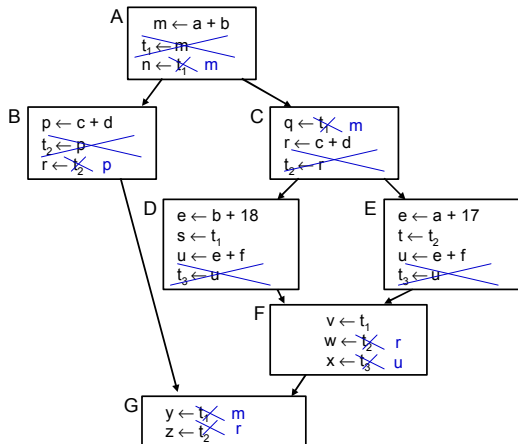 A
m ← a + b
t₁ ← m
n ← t₁ m
B
p ← c + d
t₂ ← p
r ← t₂ p
C
q ← t₁ m
r ← c + d
t₂ ← r
D
e ← b + 18
s ← t₁
u ← e + f
t₃ ← u
E
e ← a + 17
t ← t₂
u ← e + f
t₃ ← u
F
v ← t₁
w ← t₂ r
x ← t₃ u
G
y ← t₁ m
z ← t₂ r